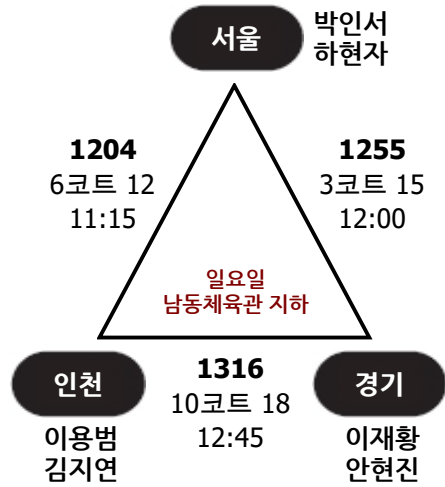 서울
박인서
하현자
1204
6코트 12
11:15
1255
3코트 15
12:00
일요일
남동체육관 지하
인천
이용범
김지연
1316
10코트 18
12:45
경기
이재황
안현진